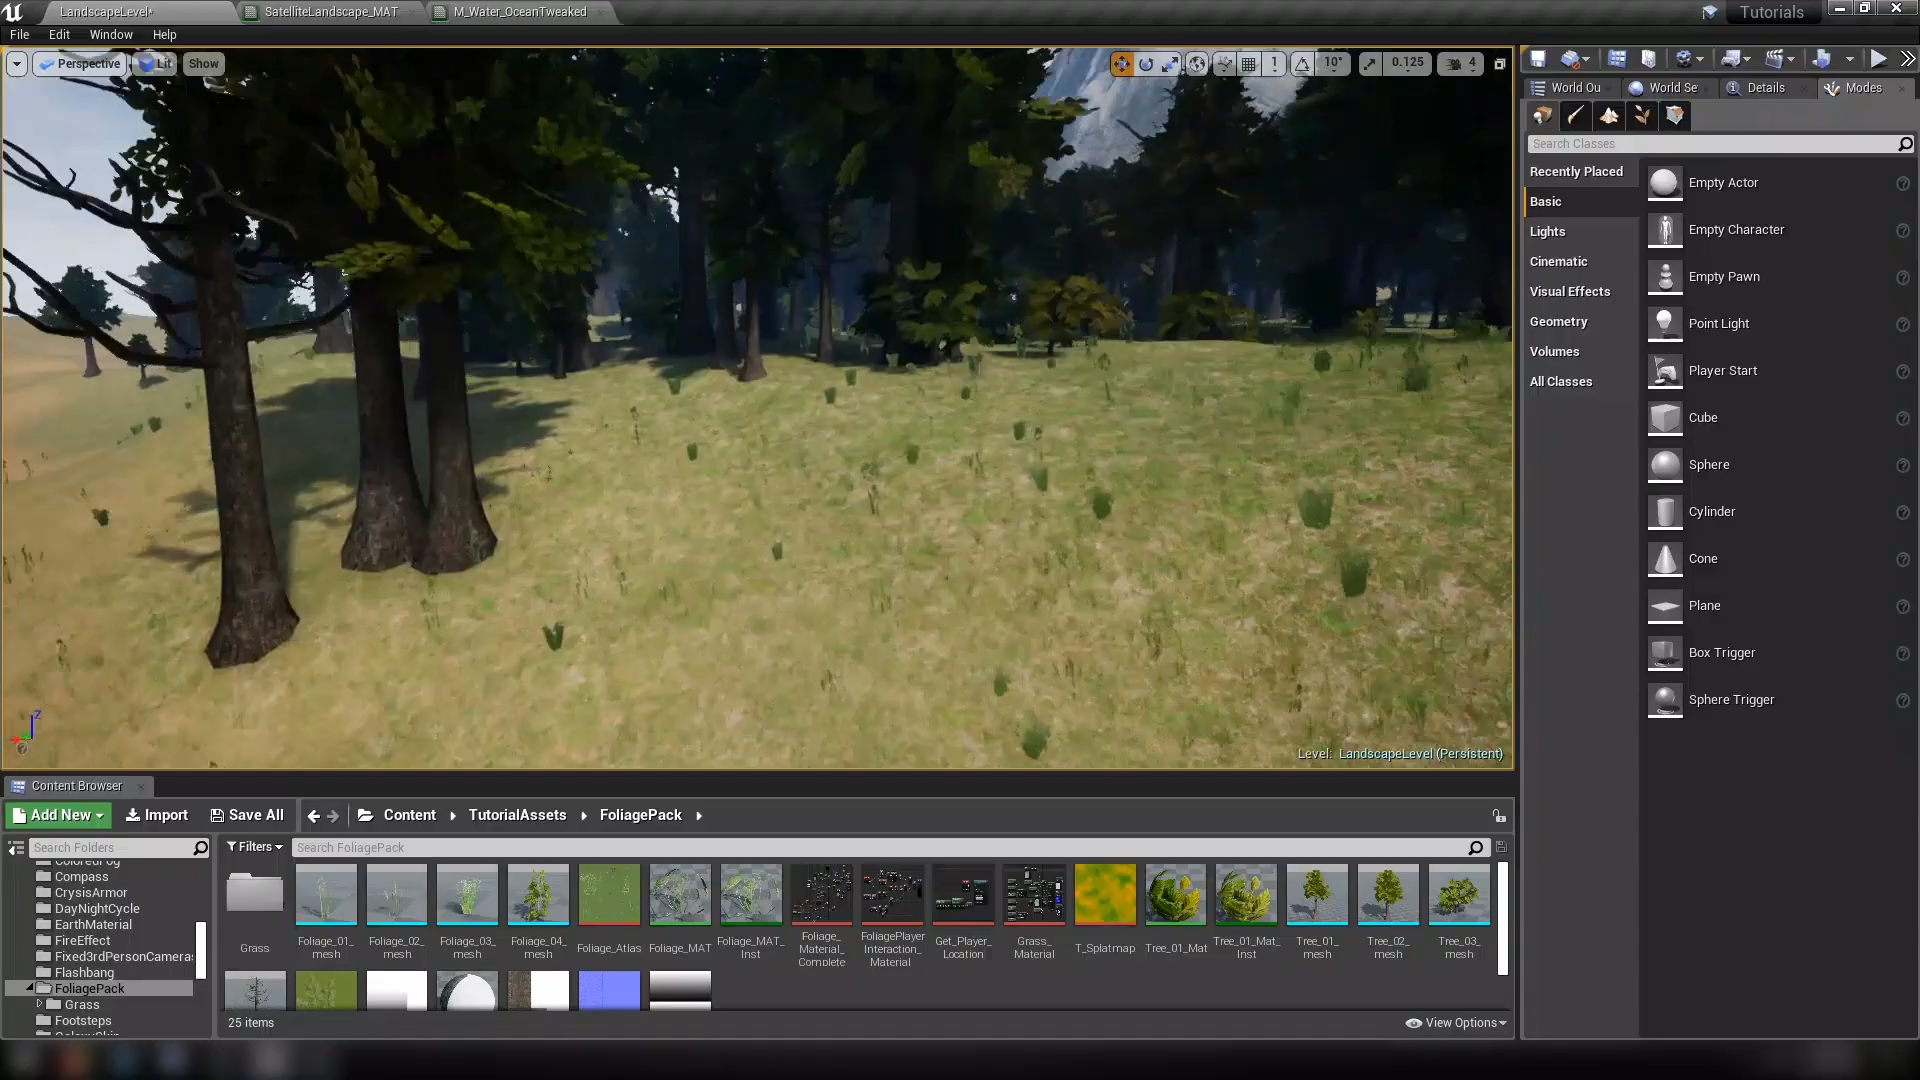 LandscapeLevel*
SatelliteLandscape_MAT
M_Water_OceanTweaked
Tutorials
File Edit Window Help
Perspective Lit Show
1 10° 0.125 4
World Ou World Se Details Modes
Search Classes
Recently Placed
Basic
Lights
Cinematic
Visual Effects
Geometry
Volumes
All Classes
Empty Actor
Empty Character
Empty Pawn
Point Light
Player Start
Cube
Sphere
Cylinder
Cone
Plane
Box Trigger
Sphere Trigger
Z
Level: LandscapeLevel (Persistent)
Content Browser
Add New Import Save All Content TutorialAssets FoliagePack
Search Folders
Filters Search FoliagePack
ColoredFog
Compass
CrysisArmor
DayNightCycle
EarthMaterial
FireEffect
Fixed3rdPersonCamera
Flashbang
FoliagePack
Grass
Footsteps
Grass
Foliage_01_
mesh
Foliage_02_
mesh
Foliage_03_
mesh
Foliage_04_
mesh
Foliage_Atlas
Foliage_MAT
Foliage_MAT_
Inst
Foliage_
Material_
Complete
FoliagePlayer
Interaction_
Material
Get_Player_
Location
Grass_
Material
T_Splatmap
Tree_01_Mat
Tree_01_Mat_
Inst
Tree_01_
mesh
Tree_02_
mesh
Tree_03_
mesh
25 items
View Options